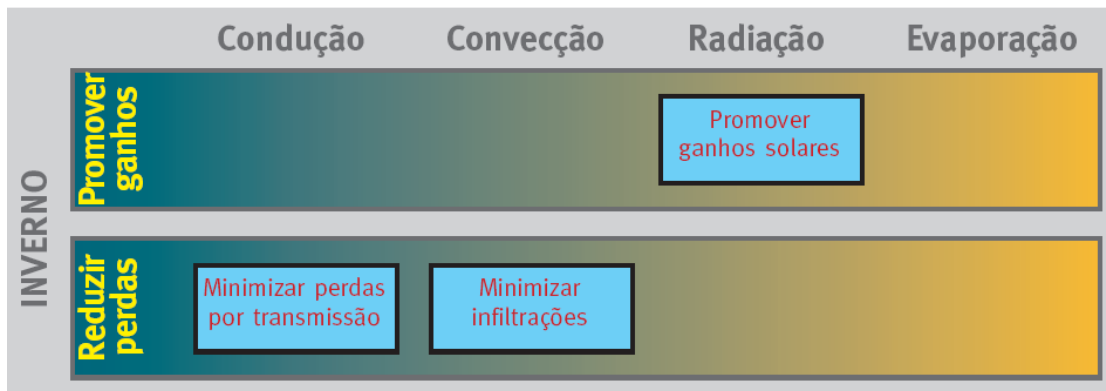 Condução Convecção Radiação Evaporação
INVERNO
Promover
ganhos
Promover
ganhos solares
Reduzir
perdas
Minimizar perdas
por transmissão
Minimizar
infiltrações